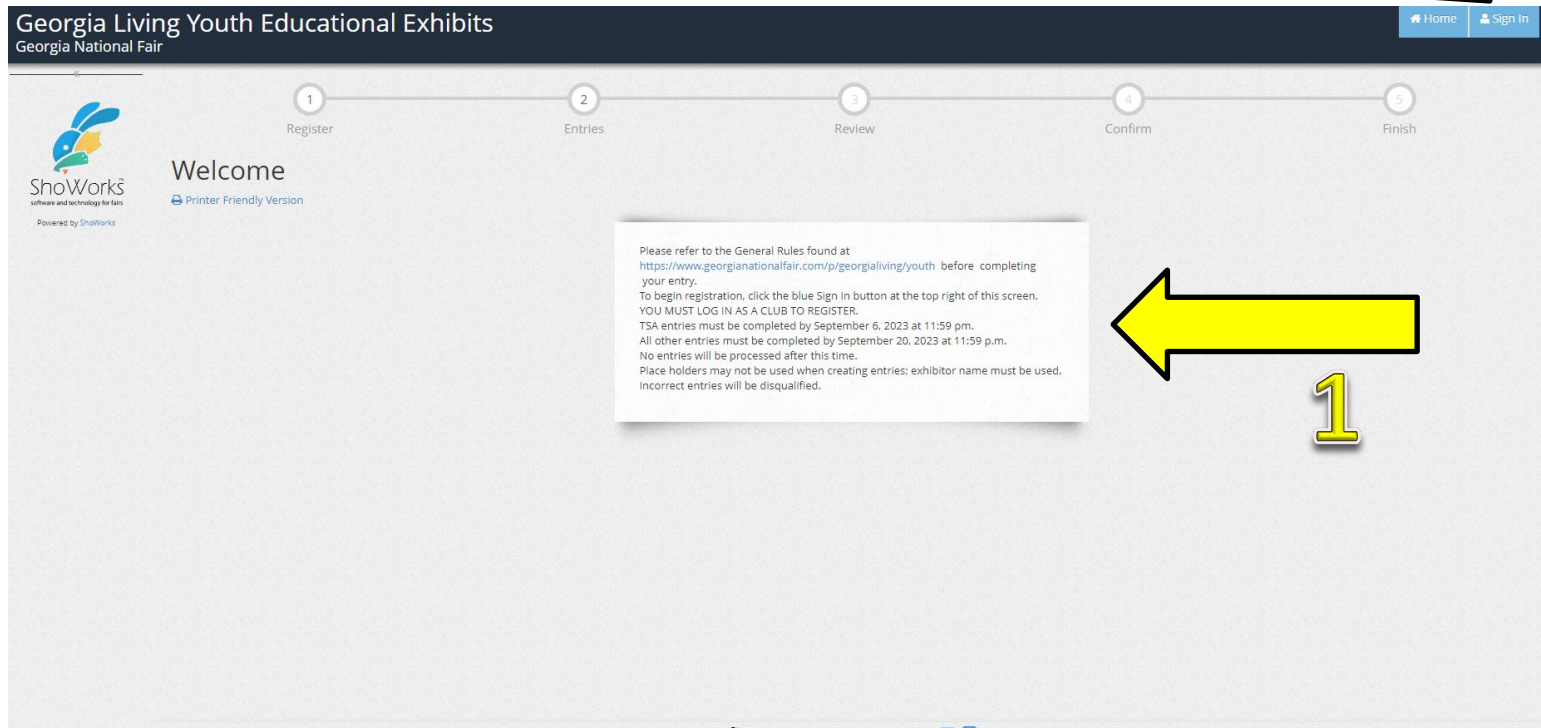 Georgia Living Youth Educational Exhibits
Georgia National Fair
Home
Sign In
1
2
3
4
5
Register
Entries
Review
Confirm
Finish
ShoWorks™
software and technology for fairs
Powered by ShoWorks
Welcome
Printer Friendly Version
Please refer to the General Rules found at
https://www.georgianationalfair.com/p/georgialiving/youth before completing
your entry.
To begin registration, click the blue Sign In button at the top right of this screen.
YOU MUST LOG IN AS A CLUB TO REGISTER.
TSA entries must be completed by September 6, 2023 at 11:59 pm.
All other entries must be completed by September 20, 2023 at 11:59 p.m.
No entries will be processed after this time.
Place holders may not be used when creating entries; exhibitor name must be used.
Incorrect entries will be disqualified.
1